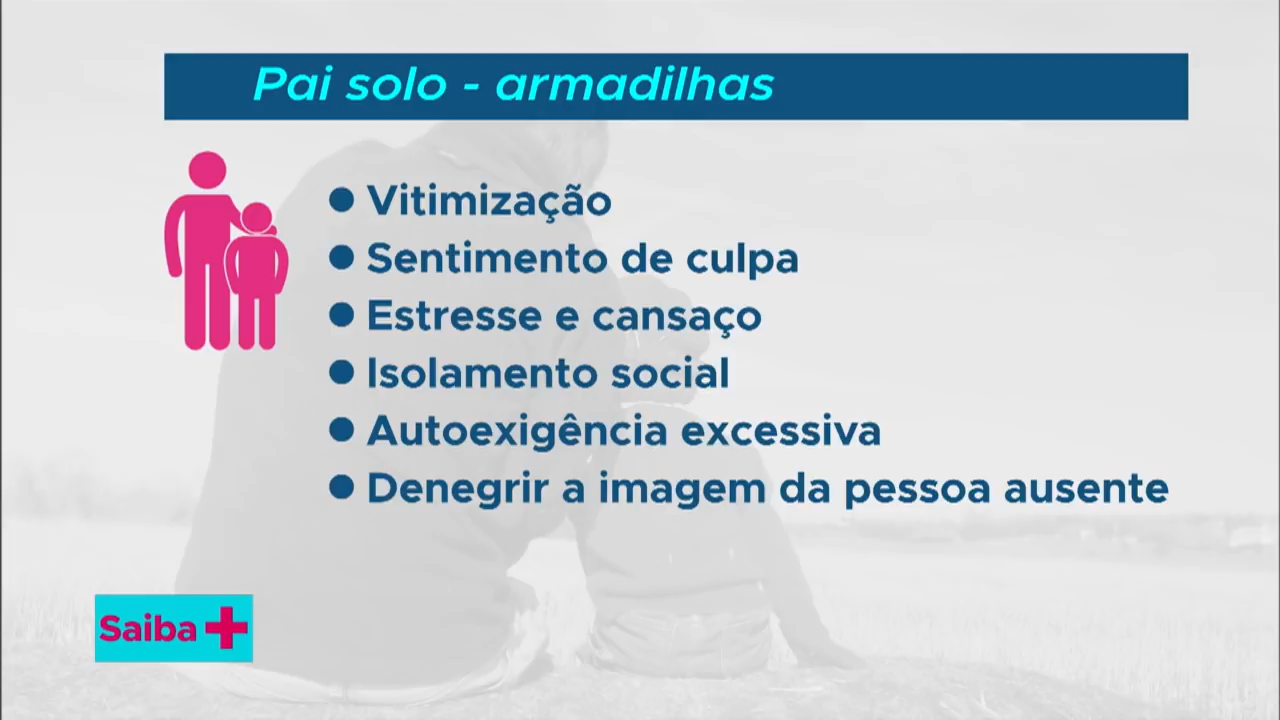 Pai solo - armadilhas
● Vitimização
● Sentimento de culpa
● Estresse e cansaço
● Isolamento social
● Autoexigência excessiva
● Denegrir a imagem da pessoa ausente
Saiba +